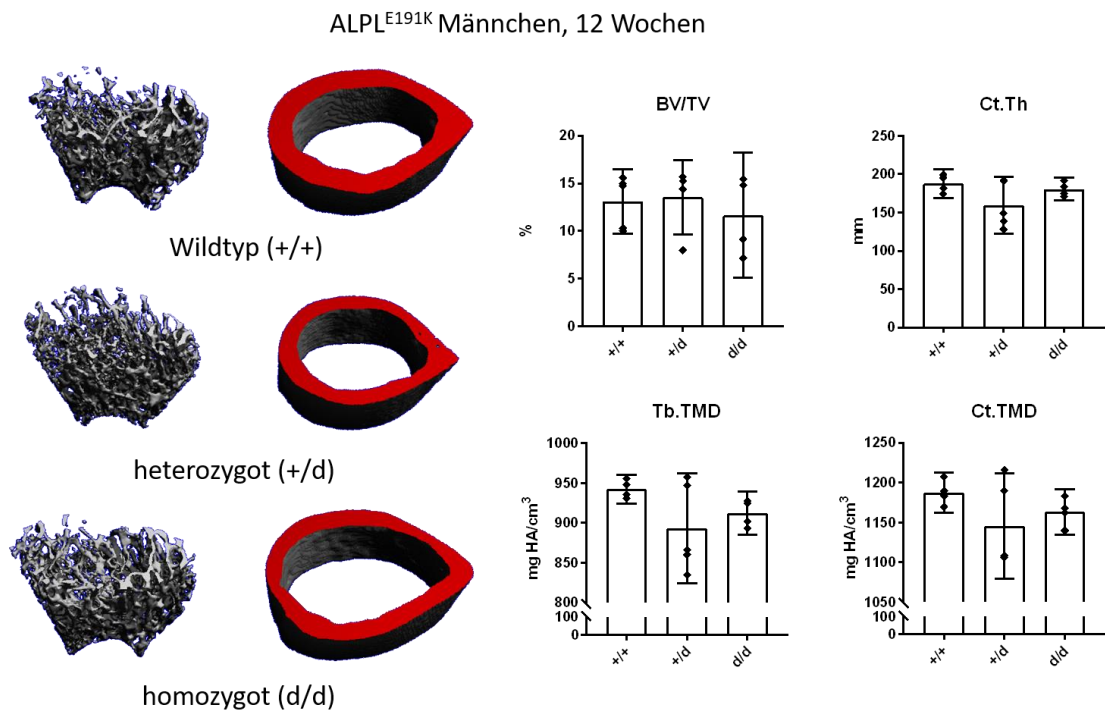 ALPL^E191K Männchen, 12 Wochen
Wildtyp (+/+)
heterozygot (+/d)
homozygot (d/d)
BV/TV
20
15
10
5
0
%
+/+
+/d
d/d
Ct.Th
250
200
150
100
50
0
mm
+/+
+/d
d/d
Tb.TMD
1000
950
900
850
800
100
0
mg HA/cm³
+/+
+/d
d/d
Ct.TMD
1250
1200
1150
1100
1050
100
0
mg HA/cm³
+/+
+/d
d/d